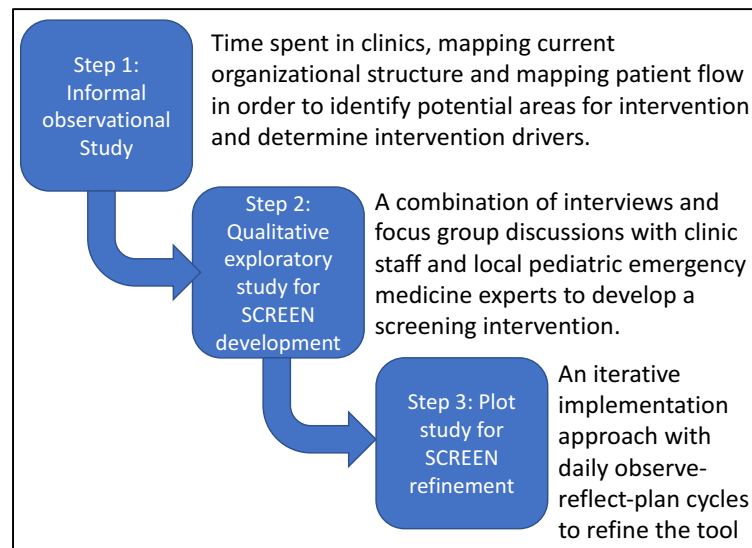 Step 1:
Informal
observational
Study
Time spent in clinics, mapping current
organizational structure and mapping patient flow
in order to identify potential areas for intervention
and determine intervention drivers.
Step 2:
Qualitative
exploratory
study for
SCREEN
development
A combination of interviews and
focus group discussions with clinic
staff and local pediatric emergency
medicine experts to develop a
screening intervention.
Step 3: Plot
study for
SCREEN
refinement
An iterative
implementation
approach with
daily observe-
reflect-plan cycles
to refine the tool